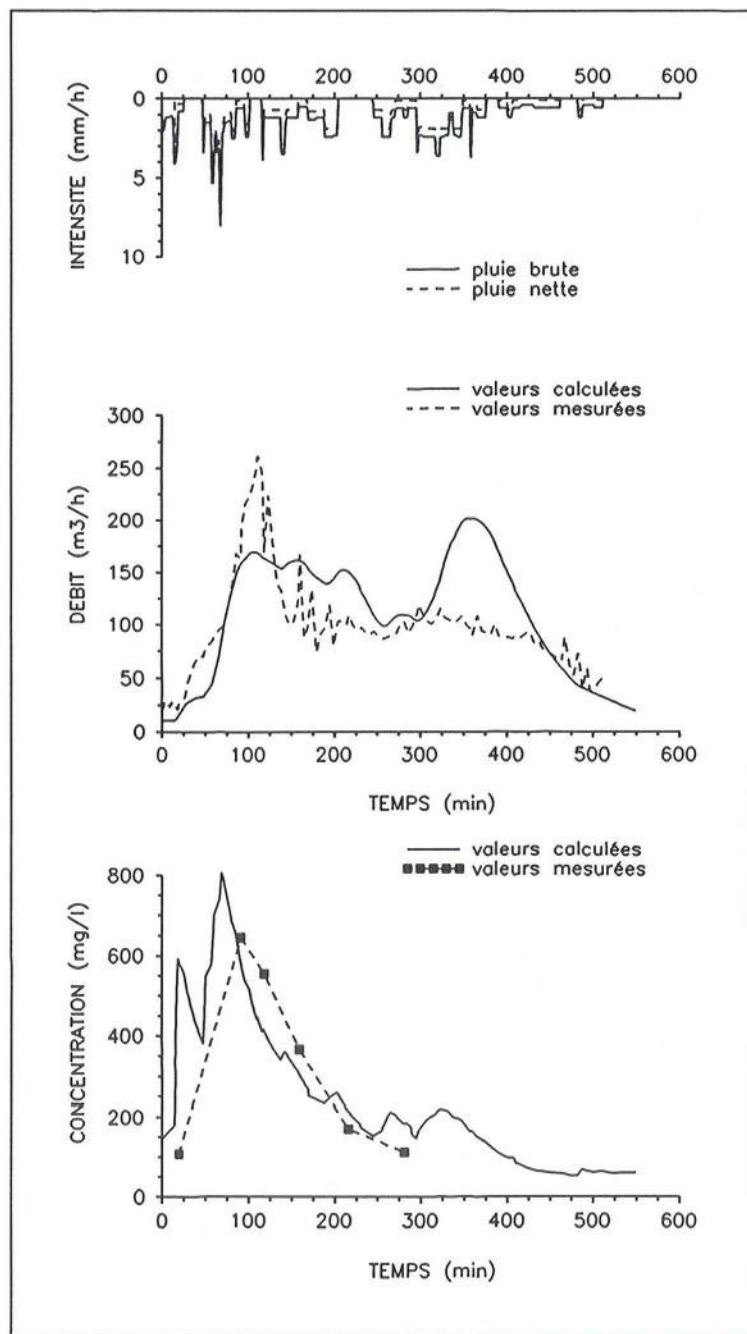 0 100 200 300 400 500 600
0
5
10
INTENSITE (mm/h)
pluie brute
pluie nette
valeurs calculées
valeurs mesurées
300
250
200
150
100
50
0
DEBIT (m3/h)
0 100 200 300 400 500 600
TEMPS (min)
valeurs calculées
valeurs mesurées
800
600
400
200
0
CONCENTRATION (mg/l)
0 100 200 300 400 500 600
TEMPS (min)